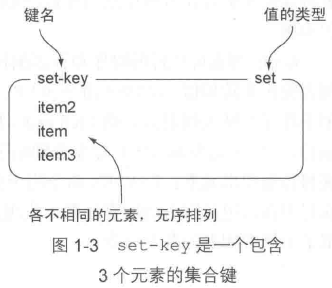 键名
值的类型
set-key
set
item2
item
item3
各不相同的元素，无序排列
图 1-3 set-key 是一个包含
3 个元素的集合键